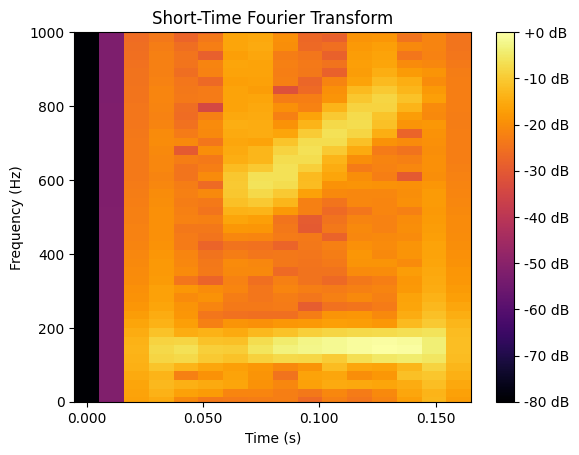 Short-Time Fourier Transform
Frequency (Hz)
1000
800
600
400
200
0
0.000
0.050
0.100
0.150
Time (s)
+0 dB
-10 dB
-20 dB
-30 dB
-40 dB
-50 dB
-60 dB
-70 dB
-80 dB